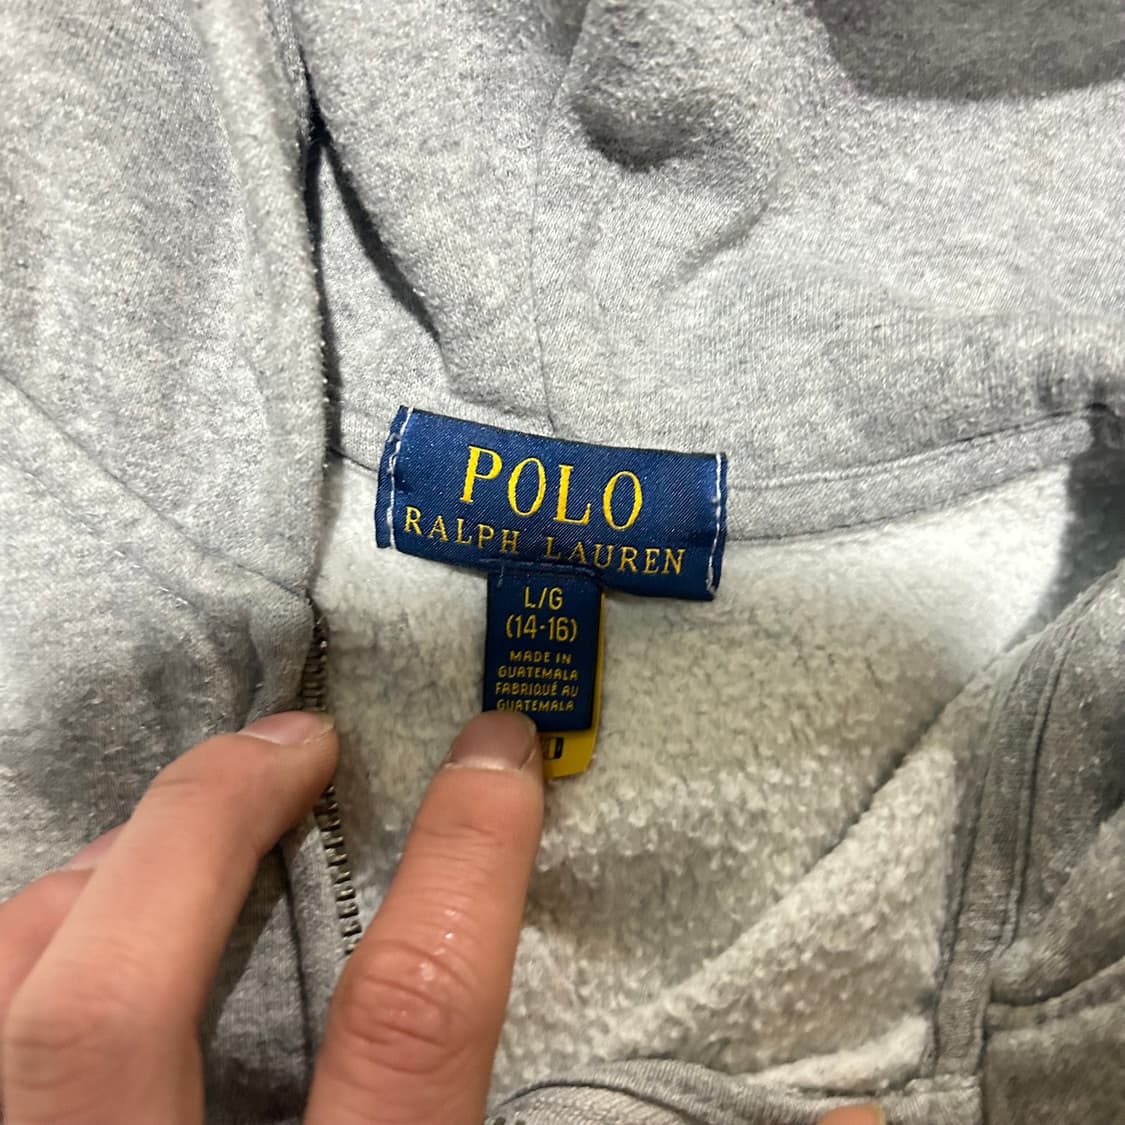 POLO
RALPH LAUREN
L/G
(14-16)
MADE IN
GUATEMALA
FABRIQUÉ AU
GUATEMALA